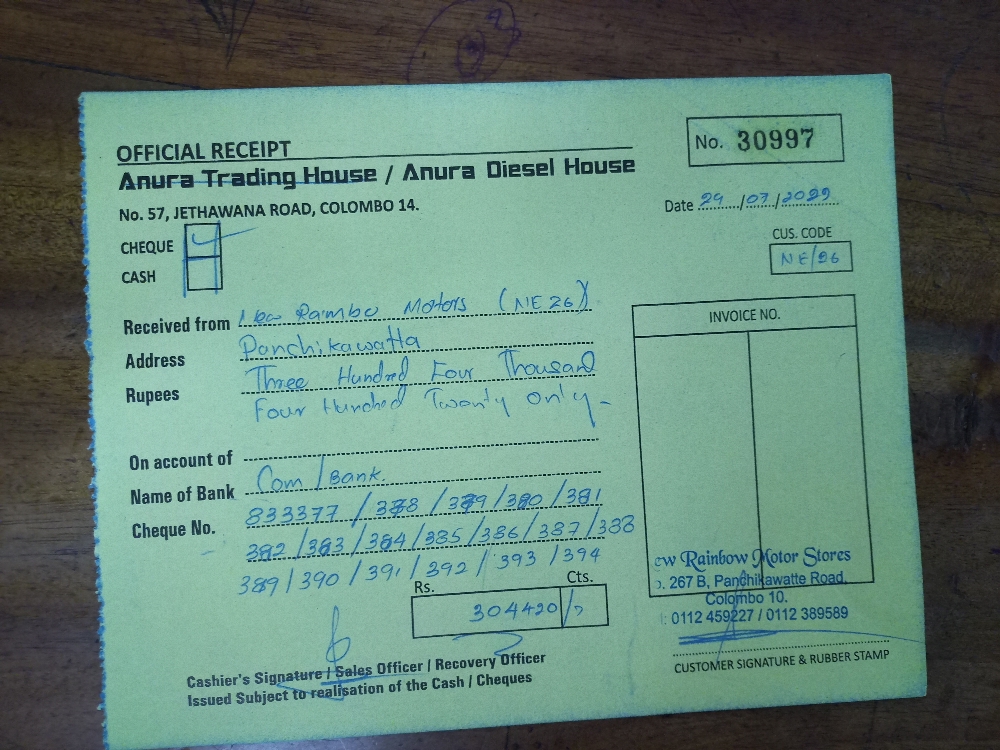 OFFICIAL RECEIPT
No. 30997
Anura Trading House / Anura Diesel House
No. 57, JETHAWANA ROAD, COLOMBO 14.
Date 29/07/2022
CUS. CODE
NE/26
CHEQUE
CASH
Received from New Rambo Motors (NE26)
INVOICE NO.
Address Panchikawatta
Rupees Three Hundred Four Thousand
Four Hundred Twenty only-
On account of
Name of Bank Com/Bank.
Cheque No. 833377 / 378 / 379 / 380 / 381
382 / 383 / 384 / 385 / 386 / 387 / 388
389 / 390 / 391 / 392 / 393 / 394
Rs. Cts.
304420/
ew Rainbow Motor Stores
267 B, Panchikawatte Road,
Colombo 10.
: 0112 459227 / 0112 389589
Cashier's Signature / Sales Officer / Recovery Officer
Issued Subject to realisation of the Cash / Cheques
CUSTOMER SIGNATURE & RUBBER STAMP